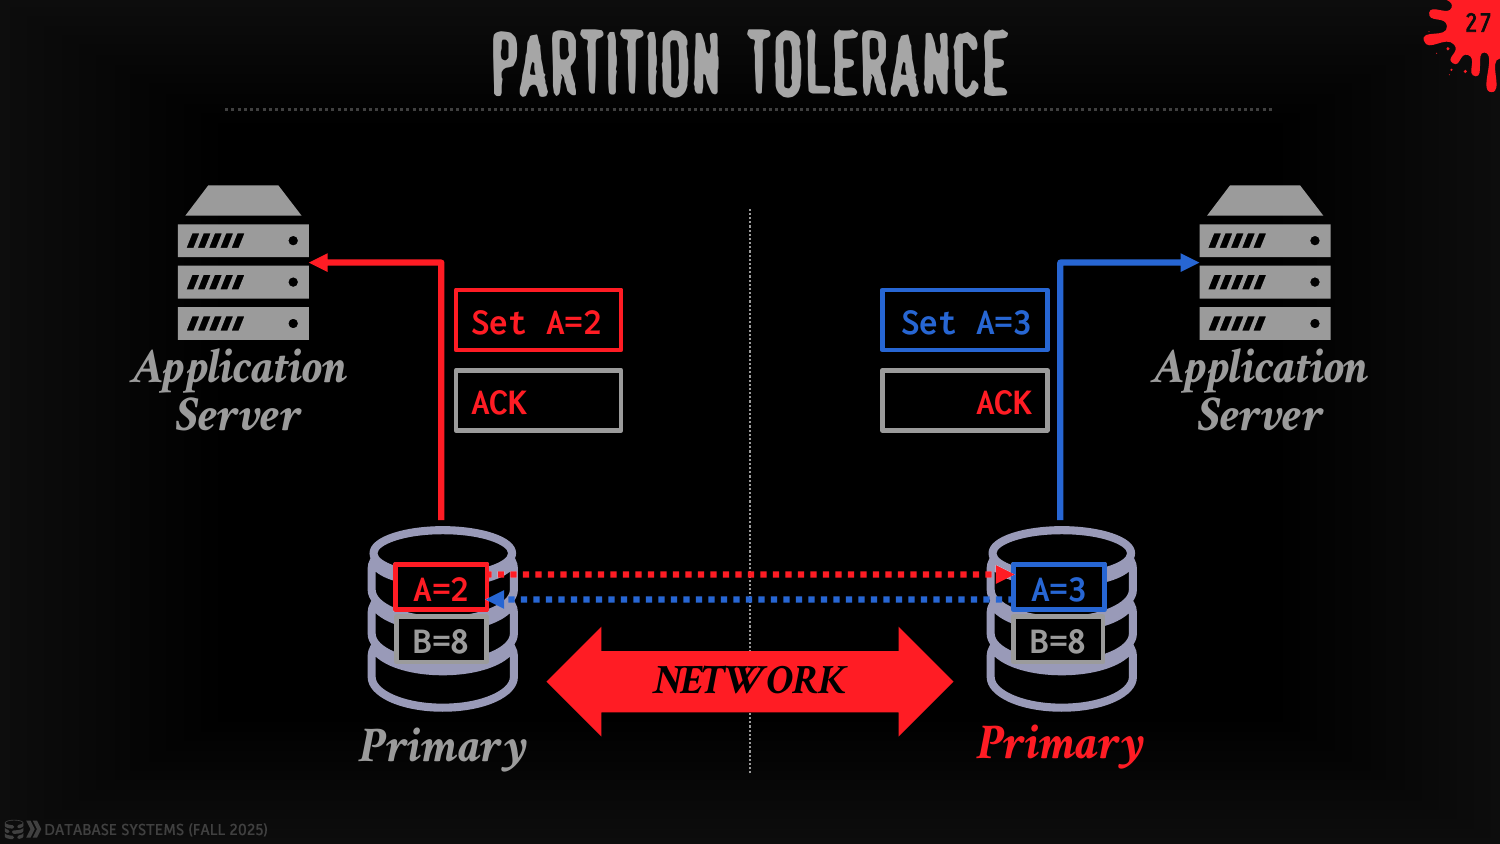 27
PARTITION TOLERANCE
Set A=2
ACK
Set A=3
ACK
Application
Server
Application
Server
A=2
B=8
A=3
B=8
NETWORK
Primary
Primary
DATABASE SYSTEMS (FALL 2025)